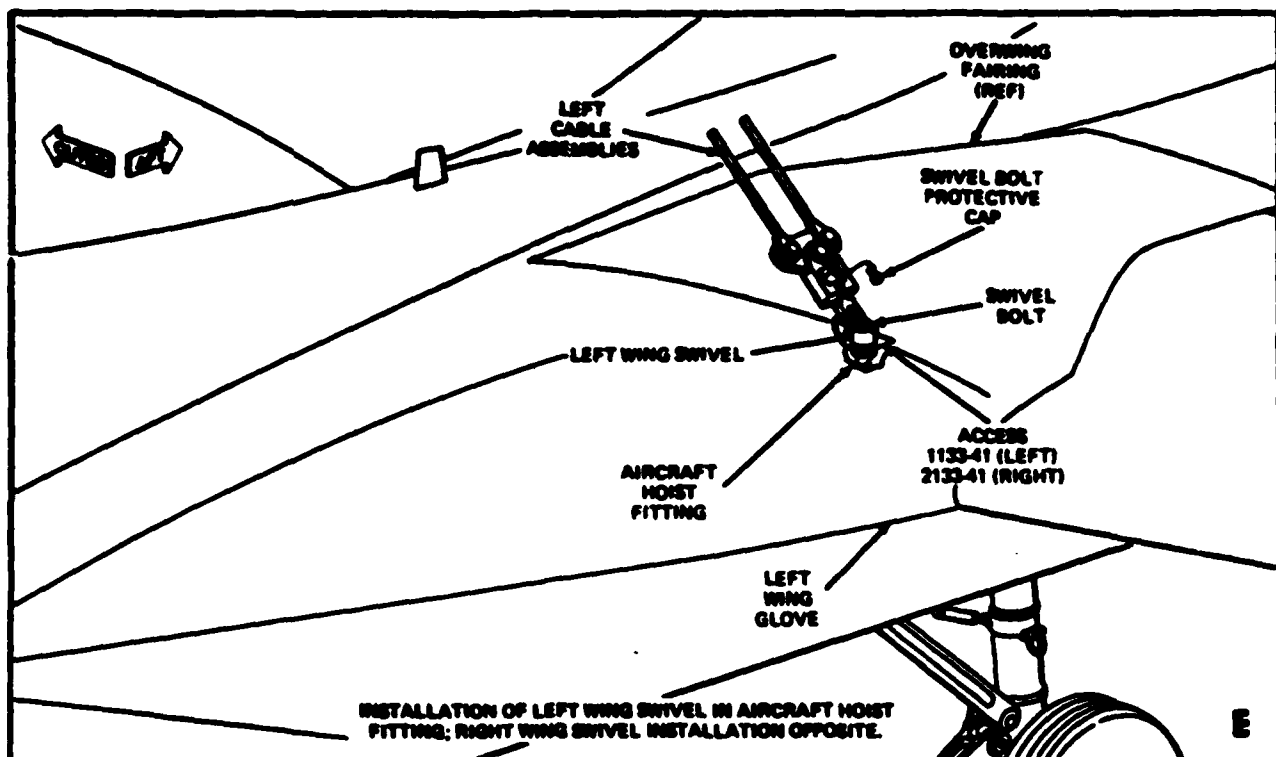 OUTBD
AFT
LEFT
CABLE
ASSEMBLIES
OVERWING
FAIRING
(REF)
SWIVEL BOLT
PROTECTIVE
CAP
SWIVEL
BOLT
LEFT WING SWIVEL
ACCESS
1133-41 (LEFT)
2133-41 (RIGHT)
AIRCRAFT
HOIST
FITTING
LEFT
WING
GLOVE
INSTALLATION OF LEFT WING SWIVEL IN AIRCRAFT HOIST
FITTING; RIGHT WING SWIVEL INSTALLATION OPPOSITE.
E